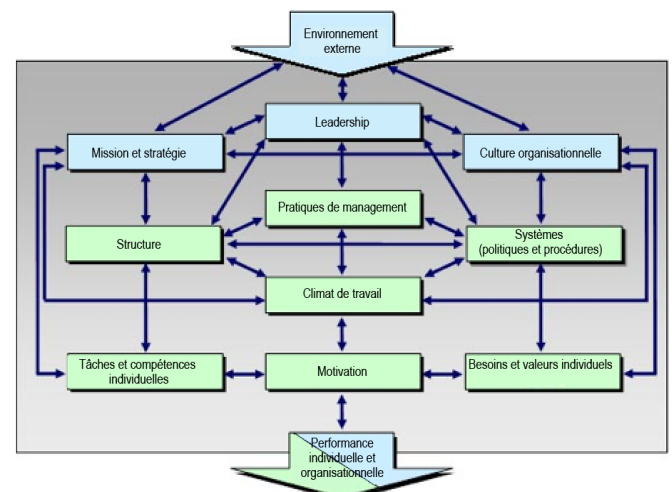 Environnement
externe
Leadership
Mission et stratégie
Culture organisationnelle
Pratiques de management
Structure
Systèmes
(politiques et procédures)
Climat de travail
Tâches et compétences
individuelles
Motivation
Besoins et valeurs individuels
Performance
individuelle et
organisationnelle